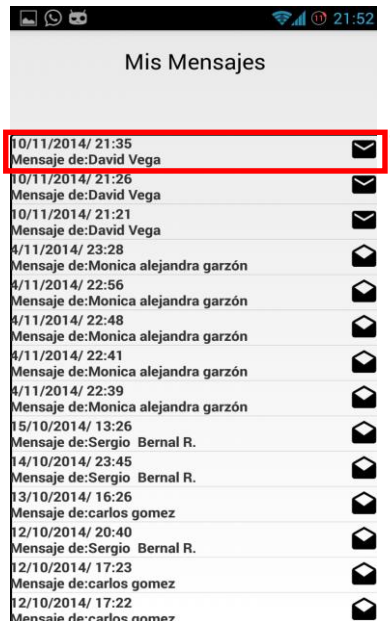 11 21:52
Mis Mensajes
10/11/2014/ 21:35
Mensaje de:David Vega
10/11/2014/ 21:26
Mensaje de:David Vega
10/11/2014/ 21:21
Mensaje de:David Vega
4/11/2014/ 23:28
Mensaje de:Monica alejandra garzón
4/11/2014/ 22:56
Mensaje de:Monica alejandra garzón
4/11/2014/ 22:48
Mensaje de:Monica alejandra garzón
4/11/2014/ 22:41
Mensaje de:Monica alejandra garzón
4/11/2014/ 22:39
Mensaje de:Monica alejandra garzón
15/10/2014/ 13:26
Mensaje de:Sergio  Bernal R.
14/10/2014/ 23:45
Mensaje de:Sergio  Bernal R.
13/10/2014/ 16:26
Mensaje de:carlos gomez
12/10/2014/ 20:40
Mensaje de:Sergio  Bernal R.
12/10/2014/ 17:23
Mensaje de:carlos gomez
12/10/2014/ 17:22
Mensaje de:carlos gomez